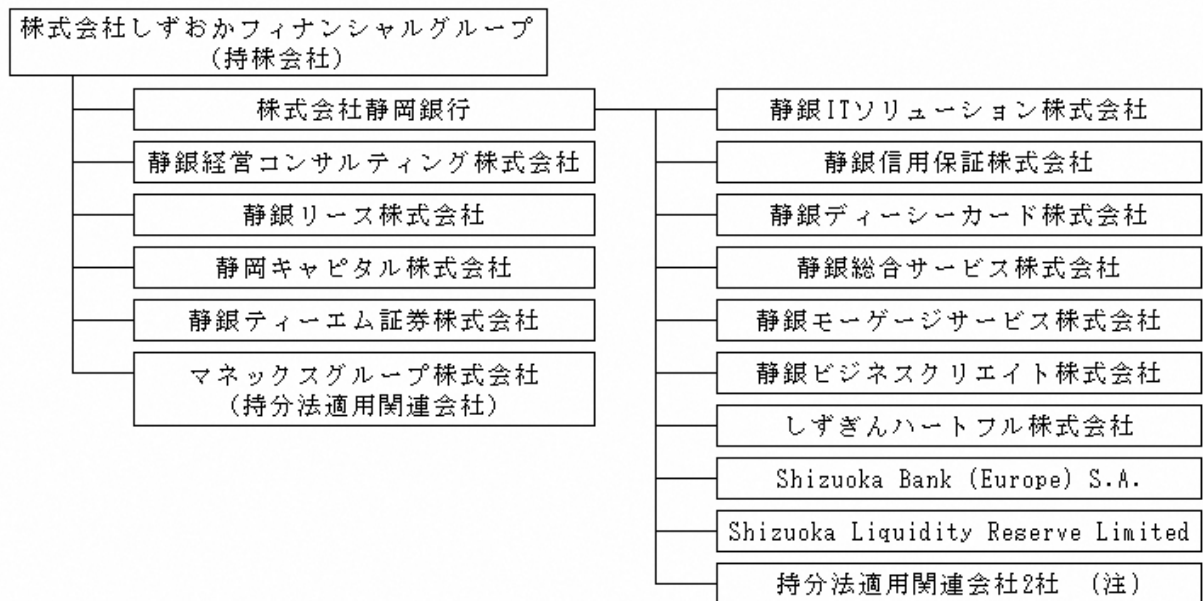 株式会社しずおかフィナンシャルグループ
(持株会社)
株式会社静岡銀行
静銀経営コンサルティング株式会社
静銀リース株式会社
静岡キャピタル株式会社
静銀ティーエム証券株式会社
マネックスグループ株式会社
(持分法適用関連会社)
静銀ITソリューション株式会社
静銀信用保証株式会社
静銀ディーシーカード株式会社
静銀総合サービス株式会社
静銀モーゲージサービス株式会社
静銀ビジネスクリエイト株式会社
しずぎんハートフル株式会社
Shizuoka Bank (Europe) S.A.
Shizuoka Liquidity Reserve Limited
持分法適用関連会社2社 (注)